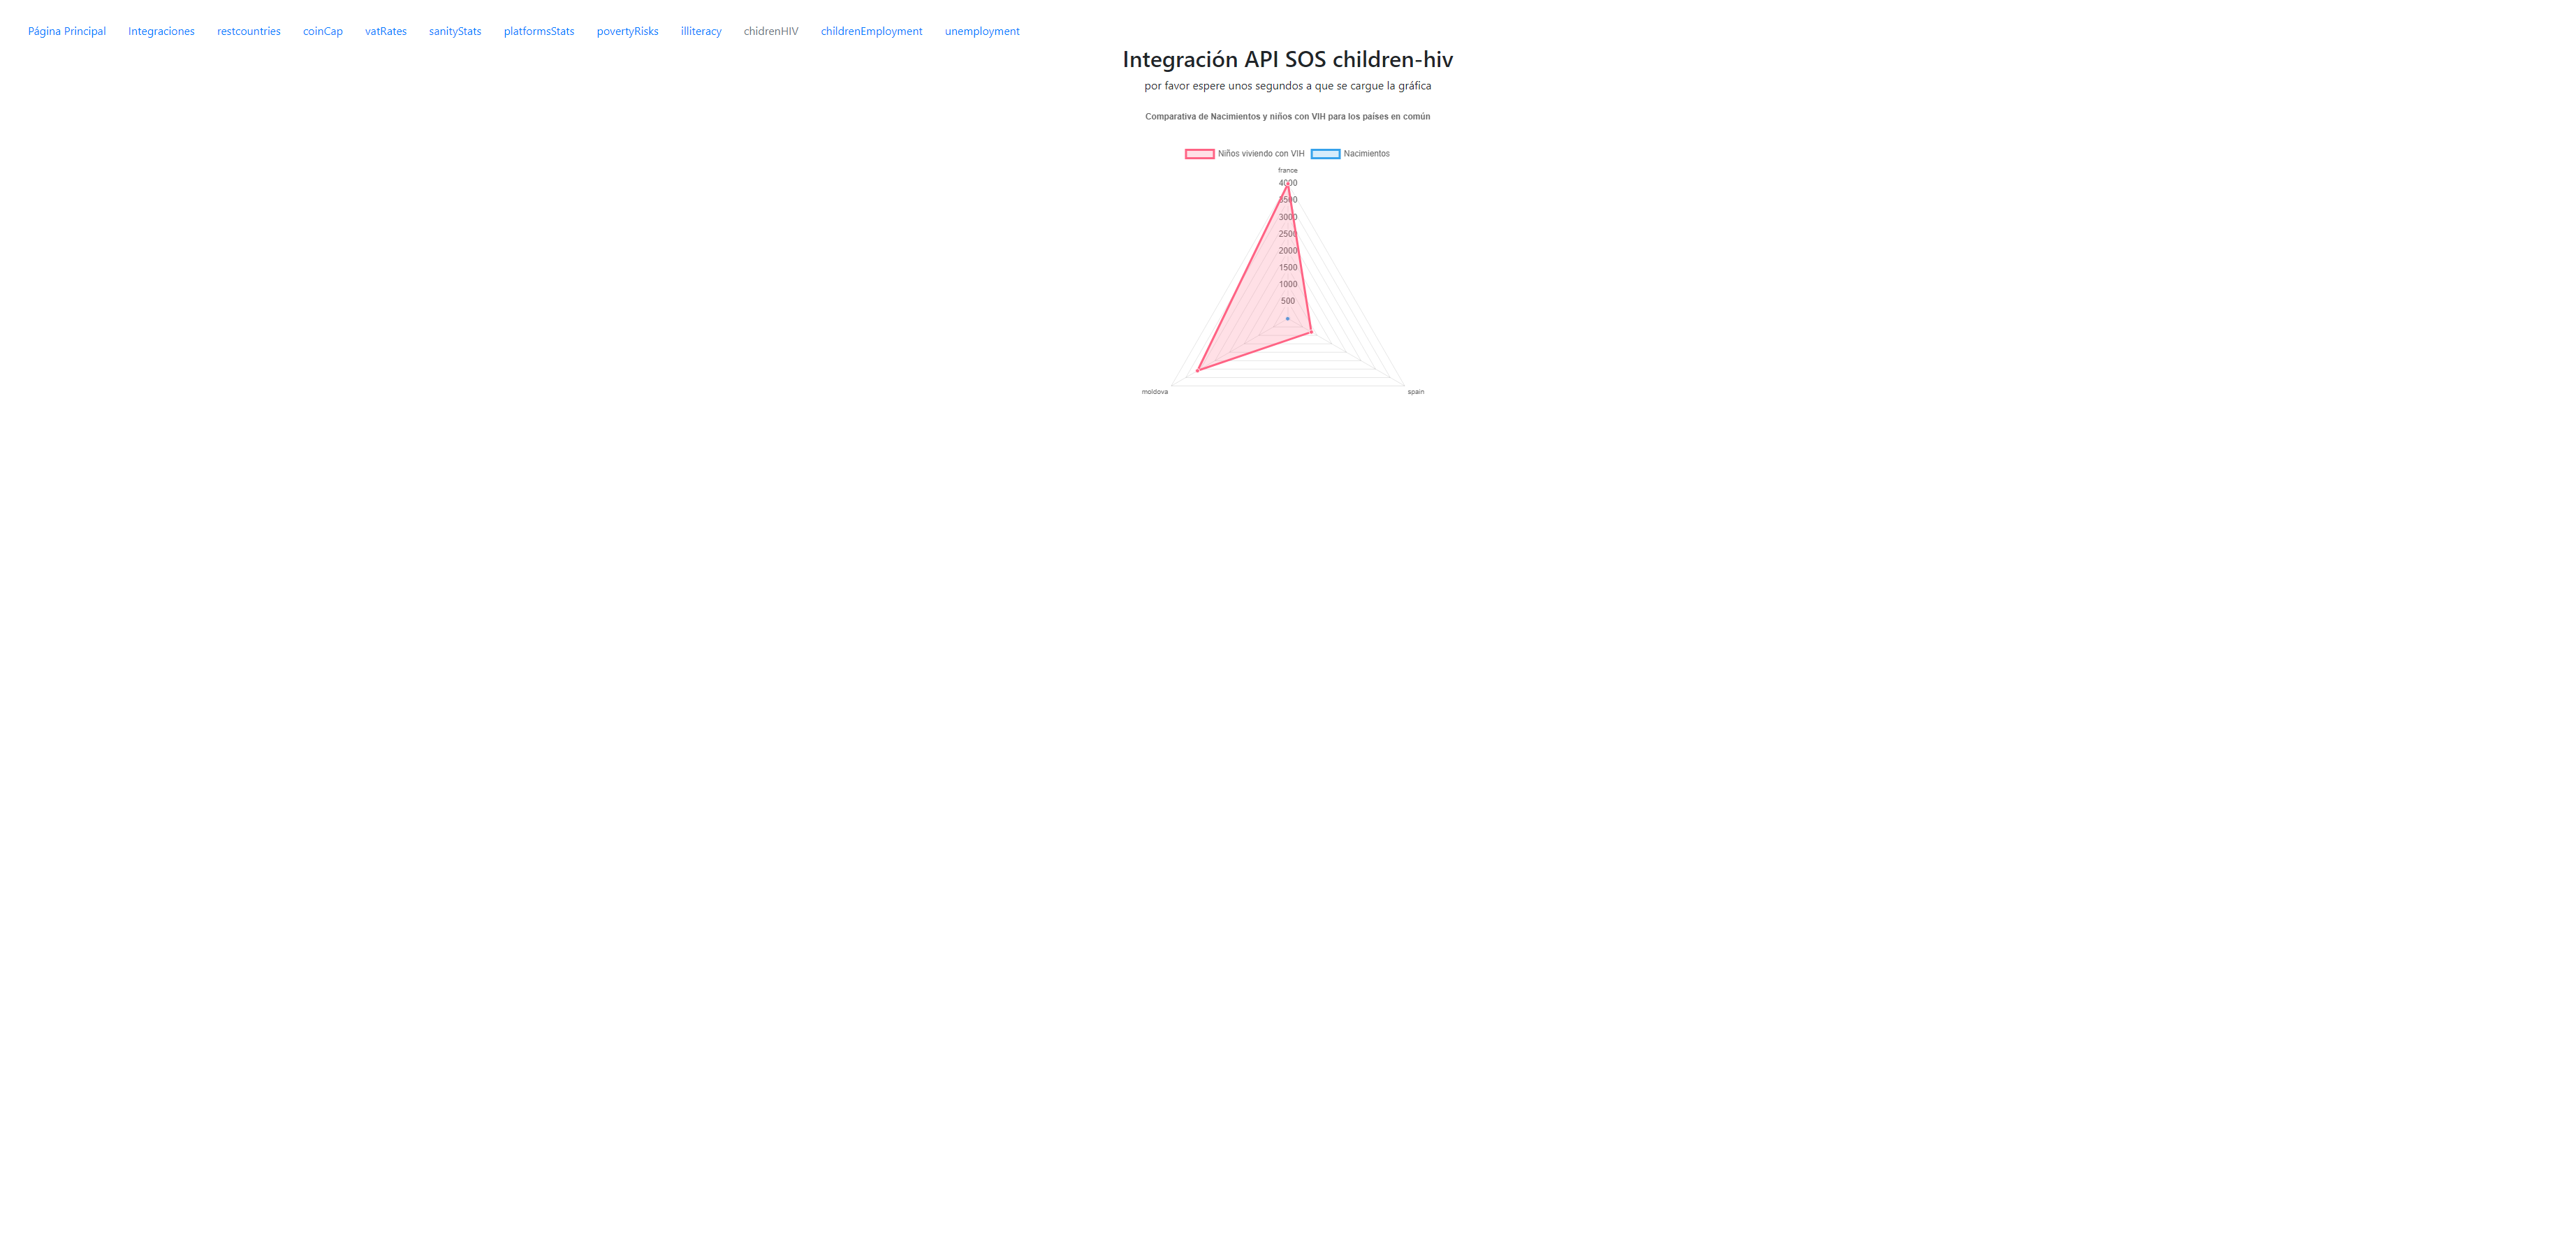 Página Principal Integraciones restcountries coinCap vatRates sanityStats platformsStats povertyRisks illiteracy chidrenHIV childrenEmployment unemployment
Integración API SOS children-hiv
por favor espere unos segundos a que se cargue la gráfica
Comparativa de Nacimientos y niños con VIH para los países en común
Niños viviendo con VIH Nacimientos
france
4000
3500
3000
2500
2000
1500
1000
500
moldova spain